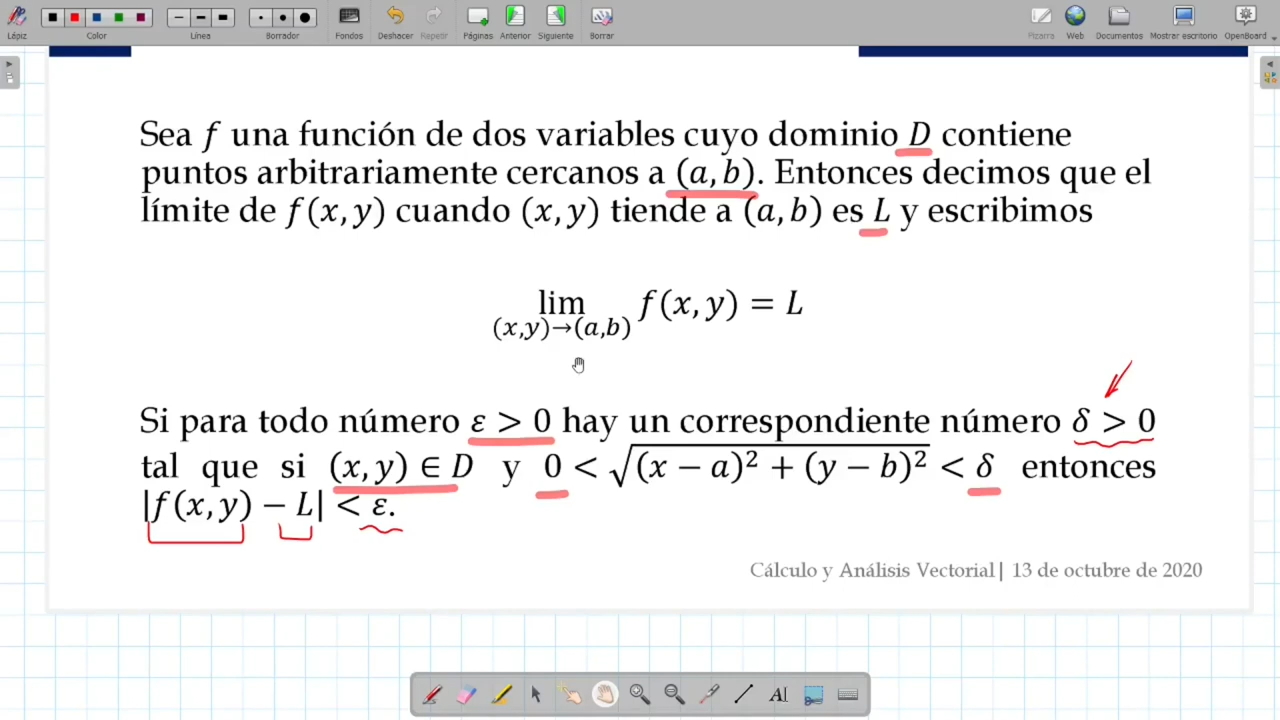 Lápiz Color Línea Borrador Fondos Deshacer Repetir Páginas Anterior Siguiente Borrar Pizarra Web Documentos Mostrar escritorio OpenBoard
Sea f una función de dos variables cuyo dominio D contiene
puntos arbitrariamente cercanos a (a, b). Entonces decimos que el
límite de f(x, y) cuando (x, y) tiende a (a, b) es L y escribimos
lim f(x, y) = L
(x,y)→(a,b)
Si para todo número ε > 0 hay un correspondiente número δ > 0
tal que si (x, y) ∈ D y 0 < √(x − a)² + (y − b)² < δ entonces
|f(x, y) − L| < ε.
Cálculo y Análisis Vectorial| 13 de octubre de 2020
AI